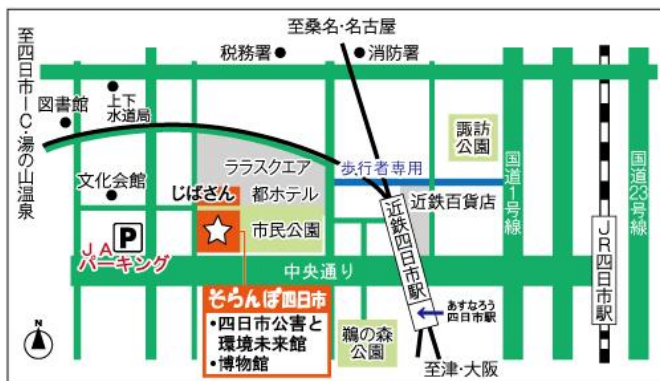 至桑名・名古屋
税務署
消防署
至四日市IC・湯の山温泉
上下
水道局
図書館
諏訪
公園
ララスクエア
歩行者専用
文化会館
じばさん
都ホテル
近鉄百貨店
国道1号線
国道23号線
P
JA
パーキング
市民公園
近鉄四日市駅
JR四日市駅
中央通り
そらんぽ四日市
・四日市公害と
環境未来館
・博物館
あすなろう
四日市駅
鵜の森
公園
N
至津・大阪